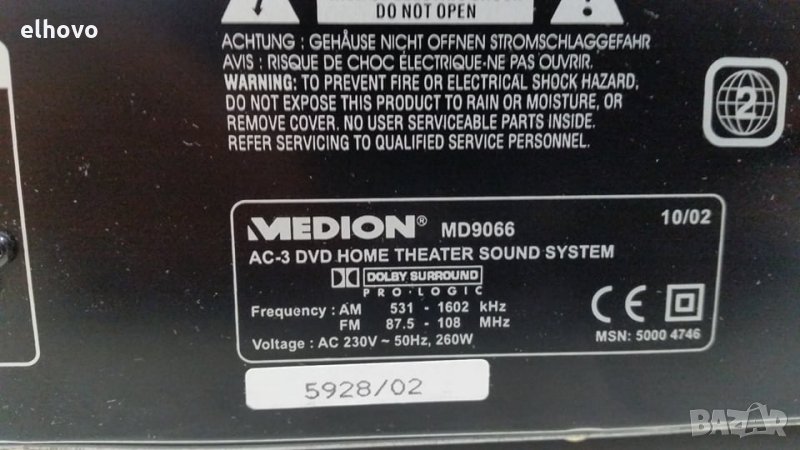 elhovo
DO NOT OPEN
ACHTUNG : GEHÄUSE NICHT OFFNEN STROMSCHLAGGEFAHR
AVIS : RISQUE DE CHOC ÉLECTRIQUE-NE PAS OUVRIR.
WARNING: TO PREVENT FIRE OR ELECTRICAL SHOCK HAZARD,
DO NOT EXPOSE THIS PRODUCT TO RAIN OR MOISTURE, OR
REMOVE COVER. NO USER SERVICEABLE PARTS INSIDE.
REFER SERVICING TO QUALIFIED SERVICE PERSONNEL.
2
MEDION® MD9066 10/02
AC-3 DVD HOME THEATER SOUND SYSTEM
DOLBY SURROUND
PRO·LOGIC
Frequency : AM 531 - 1602 kHz
FM 87.5 - 108 MHz
Voltage : AC 230V ~ 50Hz, 260W
CE
MSN: 5000 4746
5928/02
BAZAR